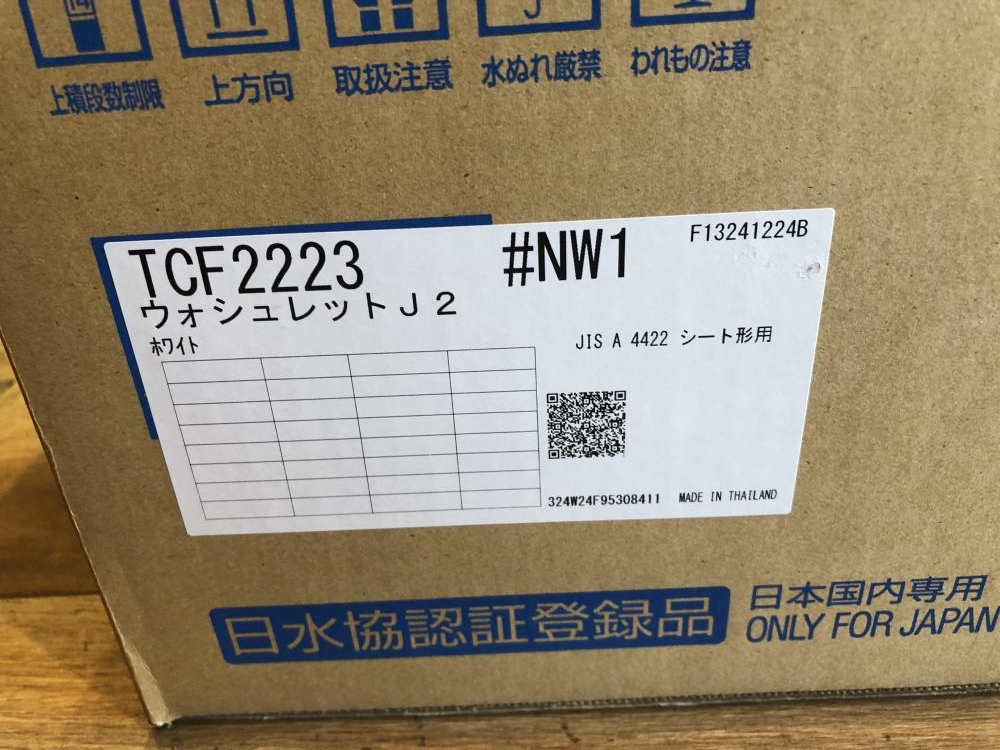 14
上積段数制限 上方向 取扱注意 水ぬれ厳禁 われもの注意
TCF2223 #NW1 F13241224B
ウォシュレットJ2
ホワイト
JIS A 4422 シート形用
324W24F95308411 MADE IN THAILAND
日水協認証登録品
日本国内専用
ONLY FOR JAPAN